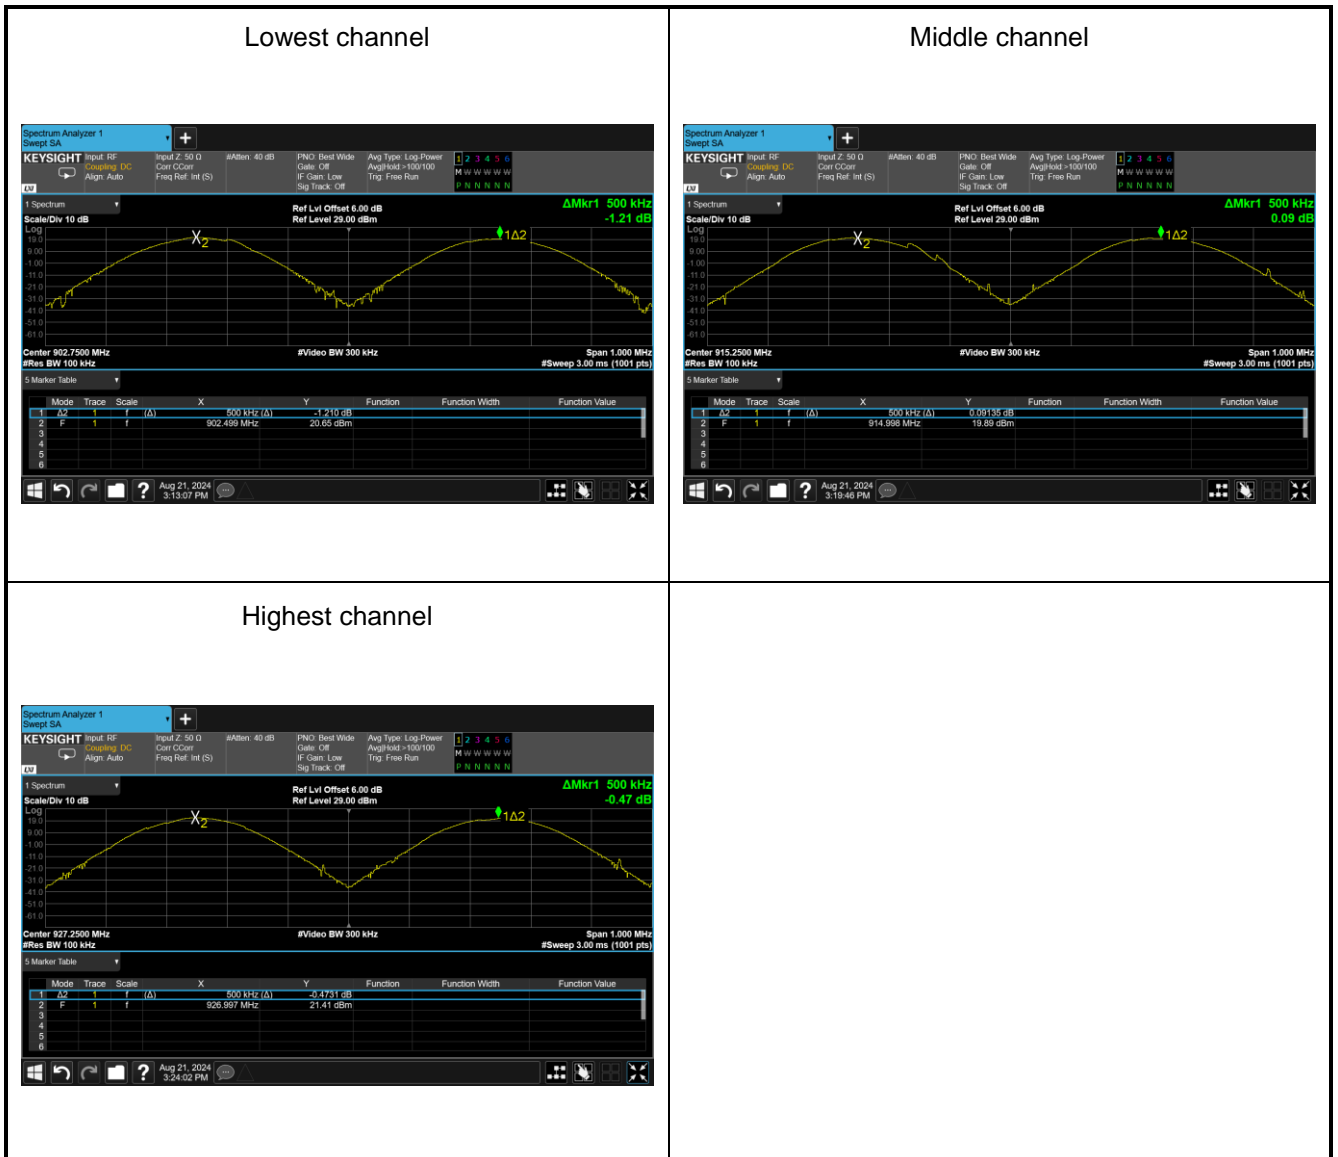 Lowest channel
Spectrum Analyzer 1
Swept SA
+
KEYSIGHT Input: RF Input Z: 50 Ω #Atten: 40 dB PNO: Best Wide Avg Type: Log-Power 1 2 3 4 5 6
Coupling: DC Corr CCorr Gate: Off Avg|Hold:>100/100 M W W W W W
Align: Auto Freq Ref: Int (S) IF Gain: Low Trig: Free Run
Sig Track: Off P N N N N N
LXI
1 Spectrum Ref Lvl Offset 6.00 dB ΔMkr1 500 kHz
Scale/Div 10 dB Ref Level 29.00 dBm -1.21 dB
Log
19.0
9.00
-1.00
-11.0
-21.0
-31.0
-41.0
-51.0
-61.0
X2
1Δ2
Center 902.7500 MHz #Video BW 300 kHz Span 1.000 MHz
#Res BW 100 kHz #Sweep 3.00 ms (1001 pts)
5 Marker Table
Mode Trace Scale X Y Function Function Width Function Value
1 Δ2 1 f (Δ) 500 kHz (Δ) -1.210 dB
2 F 1 f 902.499 MHz 20.65 dBm
3
4
5
6
? Aug 21, 2024
3:13:07 PM
Middle channel
Spectrum Analyzer 1
Swept SA
+
KEYSIGHT Input: RF Input Z: 50 Ω #Atten: 40 dB PNO: Best Wide Avg Type: Log-Power 1 2 3 4 5 6
Coupling: DC Corr CCorr Gate: Off Avg|Hold:>100/100 M W W W W W
Align: Auto Freq Ref: Int (S) IF Gain: Low Trig: Free Run
Sig Track: Off P N N N N N
LXI
1 Spectrum Ref Lvl Offset 6.00 dB ΔMkr1 500 kHz
Scale/Div 10 dB Ref Level 29.00 dBm 0.09 dB
Log
19.0
9.00
-1.00
-11.0
-21.0
-31.0
-41.0
-51.0
-61.0
X2
1Δ2
Center 915.2500 MHz #Video BW 300 kHz Span 1.000 MHz
#Res BW 100 kHz #Sweep 3.00 ms (1001 pts)
5 Marker Table
Mode Trace Scale X Y Function Function Width Function Value
1 Δ2 1 f (Δ) 500 kHz (Δ) 0.09135 dB
2 F 1 f 914.998 MHz 19.89 dBm
3
4
5
6
? Aug 21, 2024
3:19:46 PM
Highest channel
Spectrum Analyzer 1
Swept SA
+
KEYSIGHT Input: RF Input Z: 50 Ω #Atten: 40 dB PNO: Best Wide Avg Type: Log-Power 1 2 3 4 5 6
Coupling: DC Corr CCorr Gate: Off Avg|Hold:>100/100 M W W W W W
Align: Auto Freq Ref: Int (S) IF Gain: Low Trig: Free Run
Sig Track: Off P N N N N N
LXI
1 Spectrum Ref Lvl Offset 6.00 dB ΔMkr1 500 kHz
Scale/Div 10 dB Ref Level 29.00 dBm -0.47 dB
Log
19.0
9.00
-1.00
-11.0
-21.0
-31.0
-41.0
-51.0
-61.0
X2
1Δ2
Center 927.2500 MHz #Video BW 300 kHz Span 1.000 MHz
#Res BW 100 kHz #Sweep 3.00 ms (1001 pts)
5 Marker Table
Mode Trace Scale X Y Function Function Width Function Value
1 Δ2 1 f (Δ) 500 kHz (Δ) -0.4731 dB
2 F 1 f 926.997 MHz 21.41 dBm
3
4
5
6
? Aug 21, 2024
3:24:02 PM